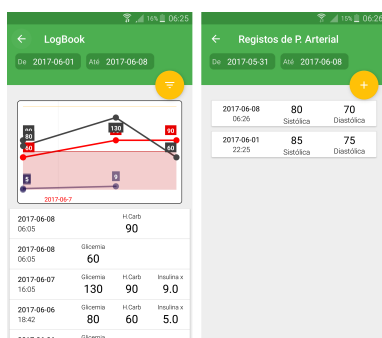 16% 06:25
LogBook
De 2017-06-01 Até 2017-06-08
90
80
60
130
90
60
5
9
2017-06-7
2017-06-08 H.Carb
06:05 90
2017-06-08 Glicemia
06:05 60
2017-06-07 Glicemia H.Carb Insulina x
16:05 130 90 9.0
2017-06-06 Glicemia H.Carb Insulina x
18:42 80 60 5.0
Glicemia
15% 06:26
Registos de P. Arterial
De 2017-05-31 Até 2017-06-08
+
2017-06-08 80 70
06:26 Sistólica Diastólica
2017-06-01 85 75
22:25 Sistólica Diastólica